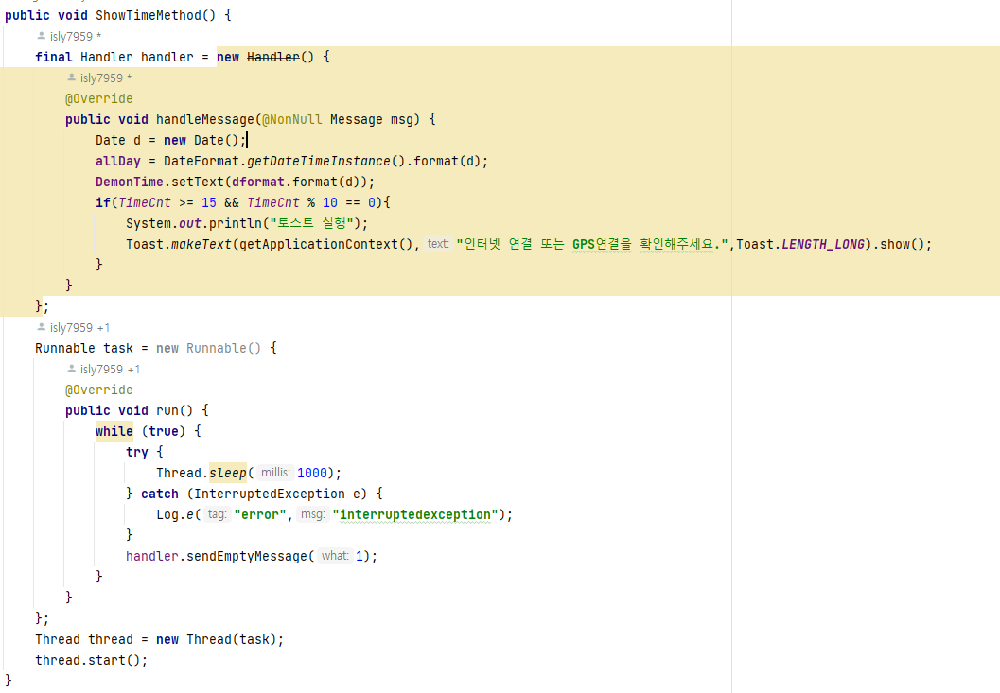 public void ShowTimeMethod() {
isly7959 *
final Handler handler = new Handler() {
isly7959 *
@Override
public void handleMessage(@NonNull Message msg) {
Date d = new Date();
allDay = DateFormat.getDateTimeInstance().format(d);
DemonTime.setText(dformat.format(d));
if(TimeCnt >= 15 && TimeCnt % 10 == 0){
System.out.println("토스트 실행");
Toast.makeText(getApplicationContext(), text: "인터넷 연결 또는 GPS연결을 확인해주세요.",Toast.LENGTH_LONG).show();
}
}
};
isly7959 +1
Runnable task = new Runnable() {
isly7959 +1
@Override
public void run() {
while (true) {
try {
Thread.sleep( millis: 1000);
} catch (InterruptedException e) {
Log.e( tag: "error", msg: "interruptedexception");
}
handler.sendEmptyMessage( what: 1);
}
}
};
Thread thread = new Thread(task);
thread.start();
}